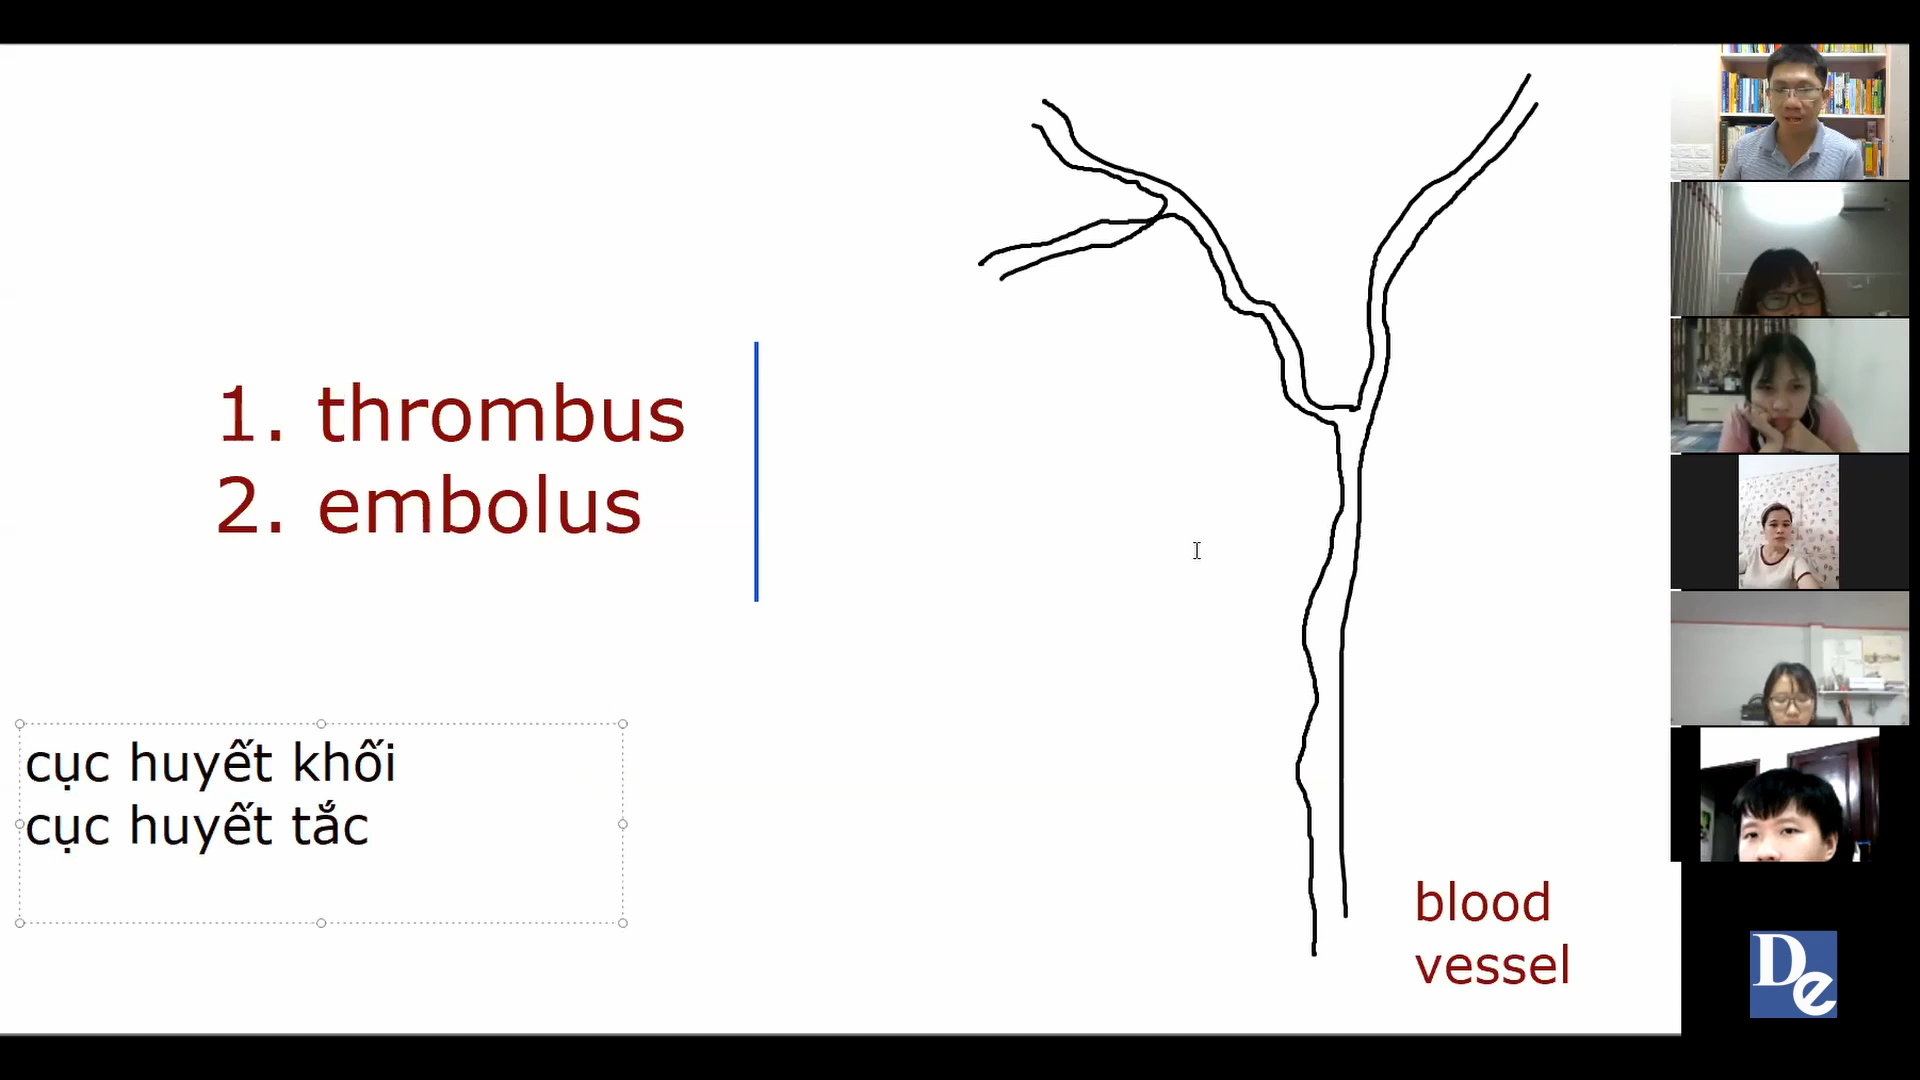 1. thrombus
2. embolus
cục huyết khối
cục huyết tắc
blood
vessel
De